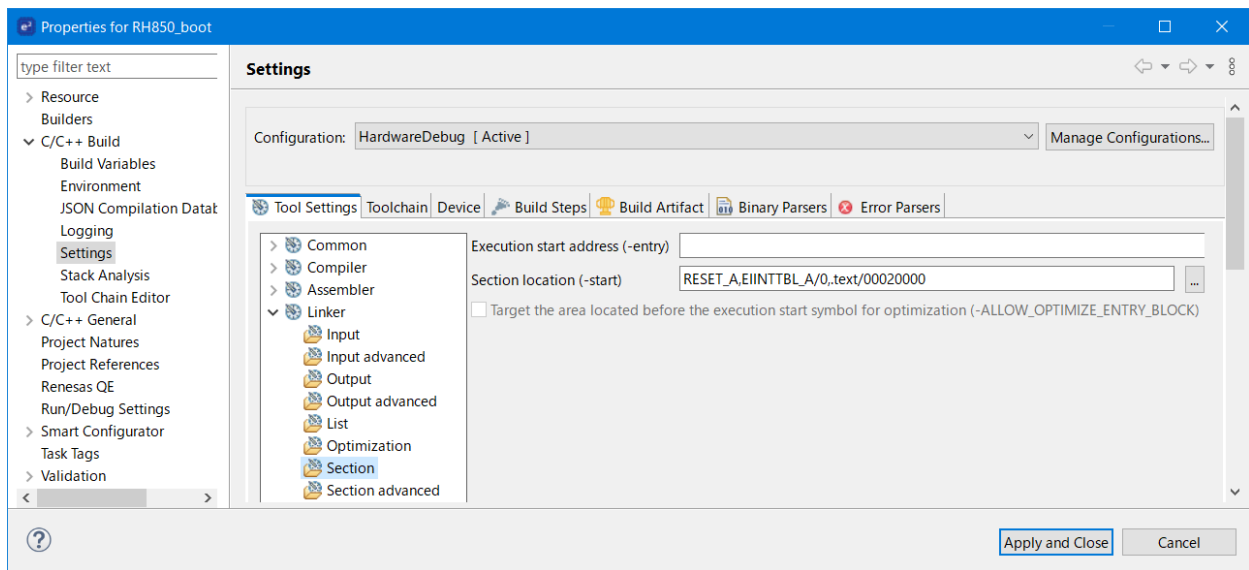 Properties for RH850_boot
type filter text
Resource
Builders
C/C++ Build
Build Variables
Environment
JSON Compilation Datab
Logging
Settings
Stack Analysis
Tool Chain Editor
C/C++ General
Project Natures
Project References
Renesas QE
Run/Debug Settings
Smart Configurator
Task Tags
Validation
Settings
Configuration: HardwareDebug [ Active ] Manage Configurations...
Tool Settings Toolchain Device Build Steps Build Artifact Binary Parsers Error Parsers
Common
Compiler
Assembler
Linker
Input
Input advanced
Output
Output advanced
List
Optimization
Section
Section advanced
Execution start address (-entry)
Section location (-start) RESET_A,EIINTTBL_A/0,.text/00020000 ...
Target the area located before the execution start symbol for optimization (-ALLOW_OPTIMIZE_ENTRY_BLOCK)
Apply and Close Cancel